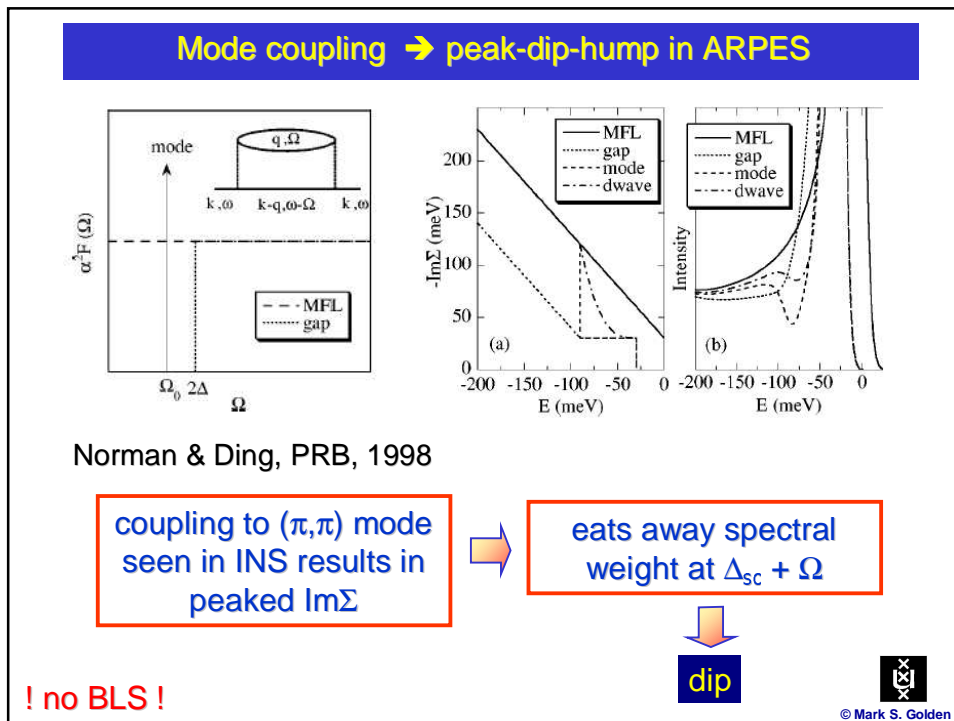 Mode coupling ➔ peak-dip-hump in ARPES
mode
q,Ω
k,ω k-q,ω-Ω k,ω
α²F (Ω)
MFL
gap
Ω₀ 2Δ
Ω
-ImΣ (meV)
200
150
100
50
0
MFL
gap
mode
dwave
(a)
-200 -150 -100 -50 0
E (meV)
Intensity
MFL
gap
mode
dwave
(b)
-200 -150 -100 -50 0
E (meV)
Norman & Ding, PRB, 1998
coupling to (π,π) mode
seen in INS results in
peaked ImΣ
eats away spectral
weight at Δsc + Ω
dip
! no BLS !
© Mark S. Golden